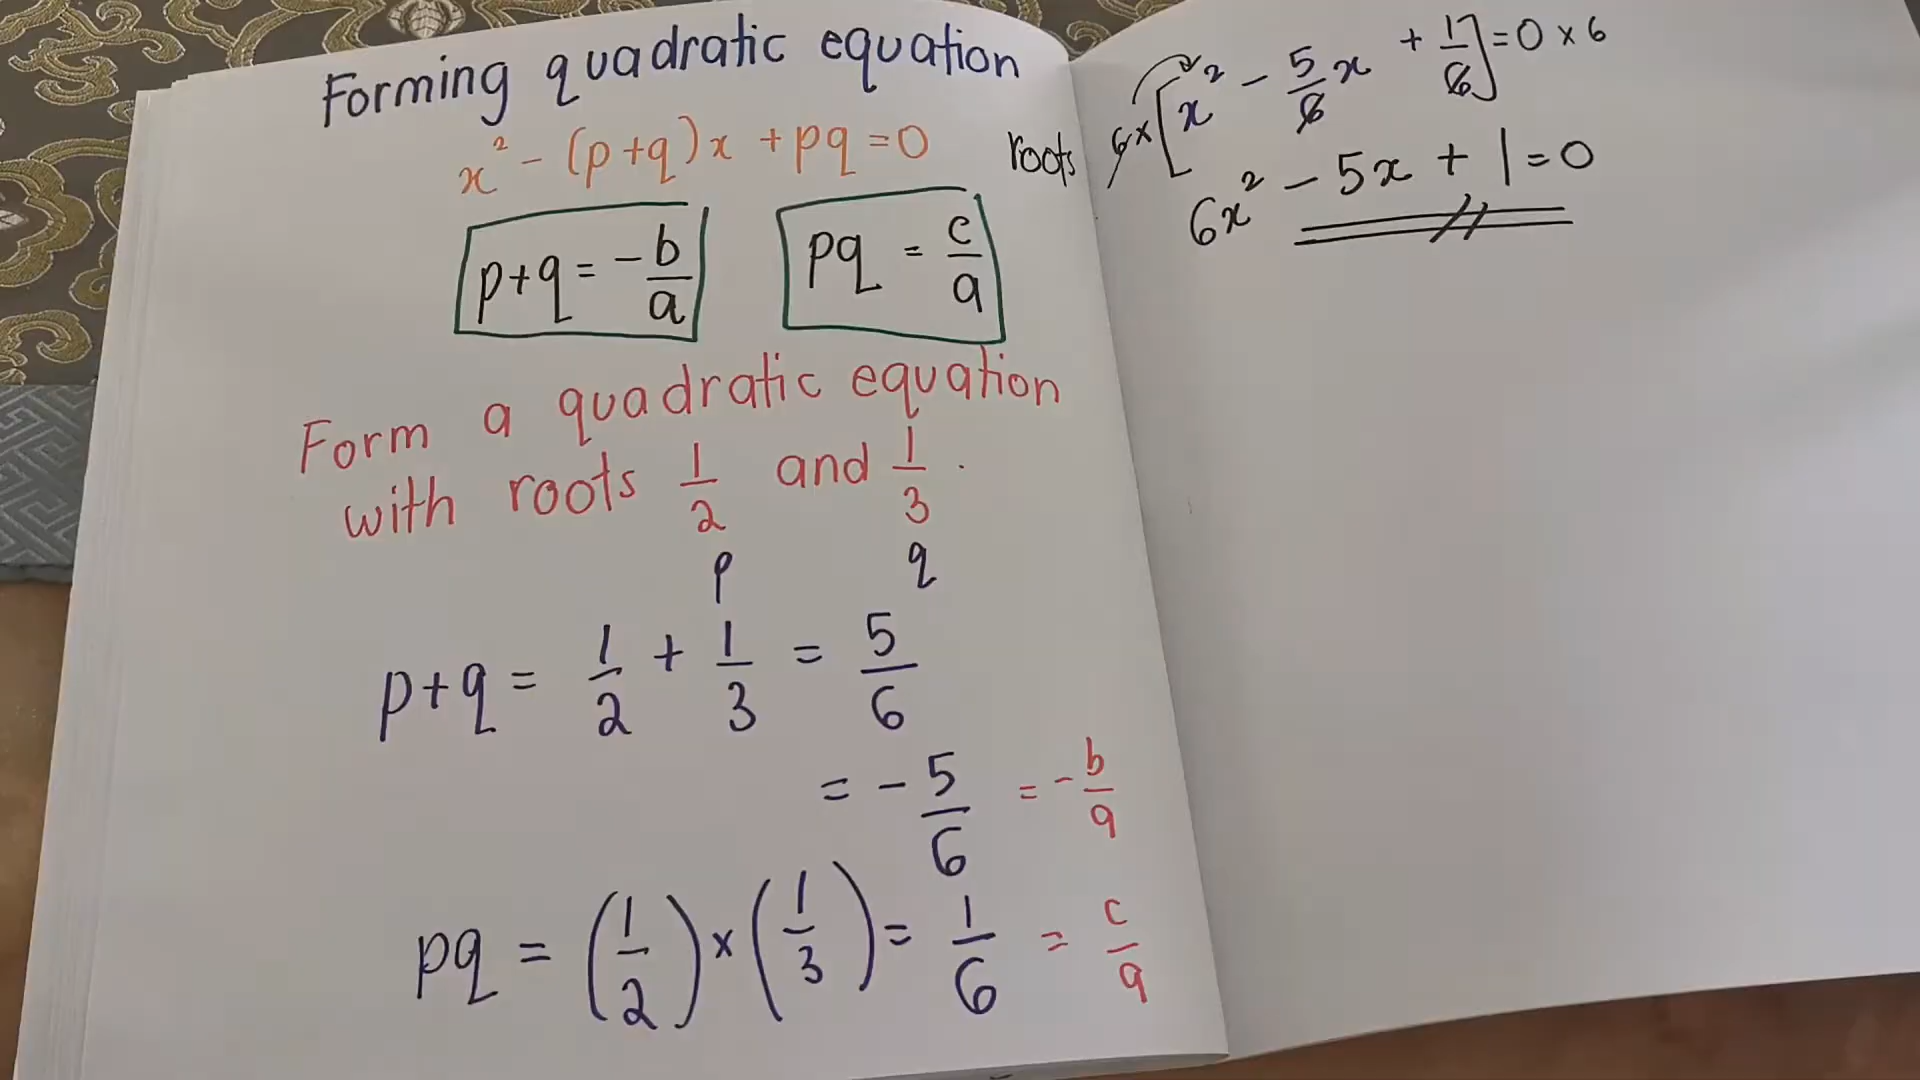 Forming quadratic equation
x² - (p+q)x + pq = 0
roots
p+q = -b/a
pq = c/a
Form a quadratic equation
with roots 1/2 and 1/3.
p q
p+q = 1/2 + 1/3 = 5/6
= -5/6 = -b/a
pq = (1/2) × (1/3) = 1/6 = c/a
6×[x² - 5/6 x + 1/6] = 0 × 6
6x² - 5x + 1 = 0